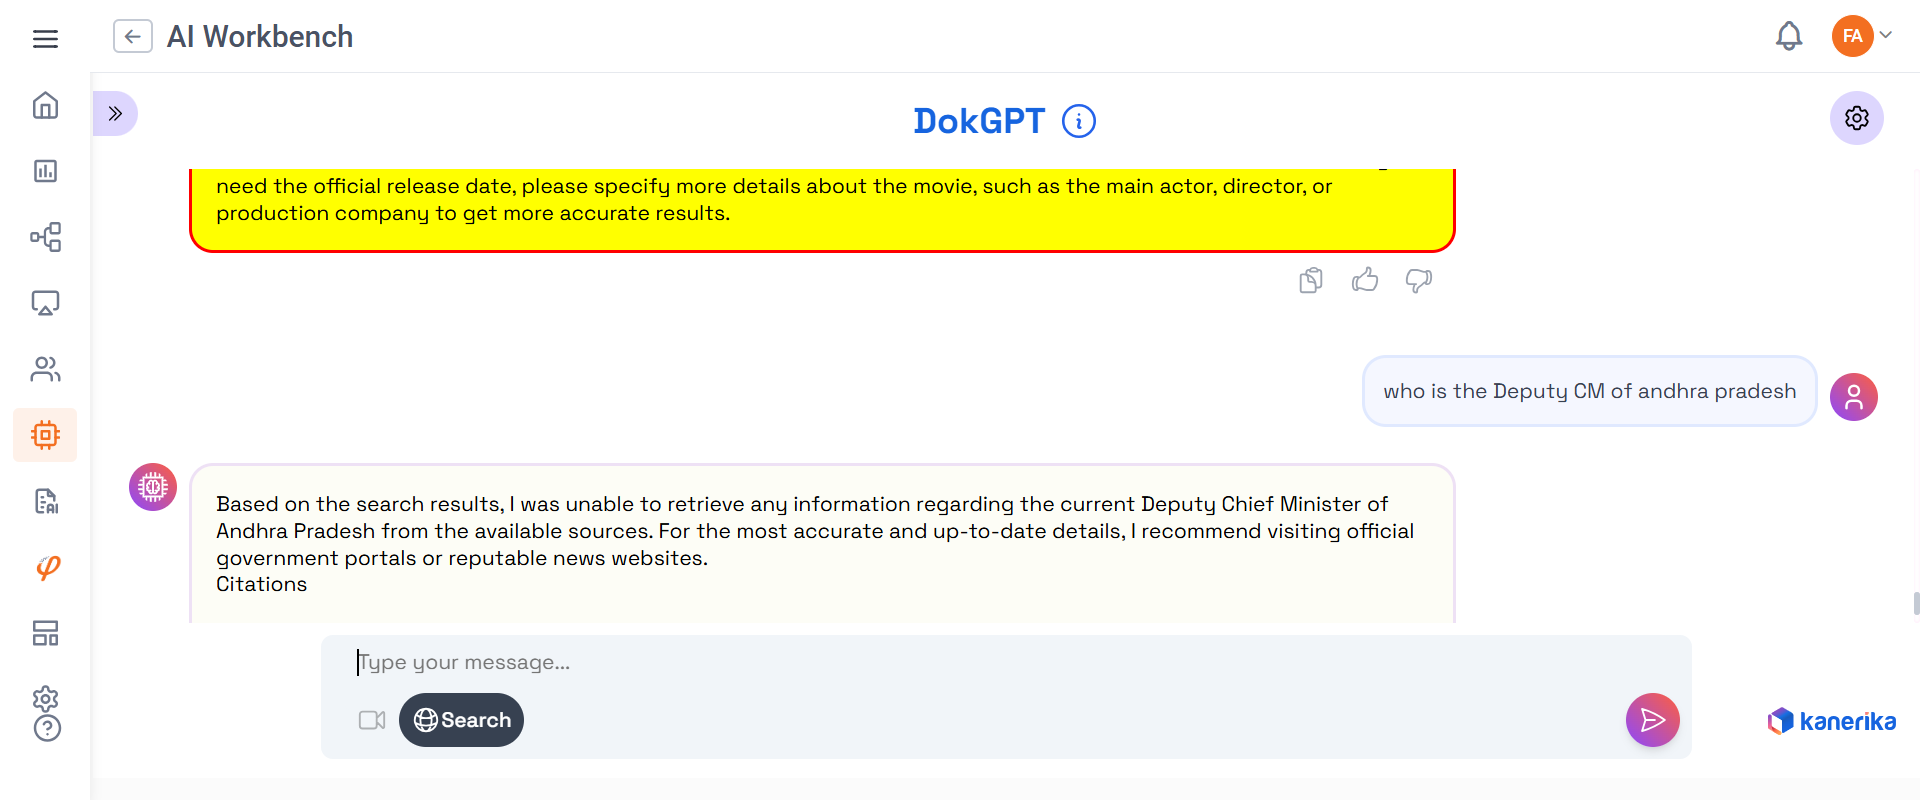 AI Workbench
FA
DokGPT
need the official release date, please specify more details about the movie, such as the main actor, director, or
production company to get more accurate results.
who is the Deputy CM of andhra pradesh
Based on the search results, I was unable to retrieve any information regarding the current Deputy Chief Minister of
Andhra Pradesh from the available sources. For the most accurate and up-to-date details, I recommend visiting official
government portals or reputable news websites.
Citations
Type your message...
Search
kanerika